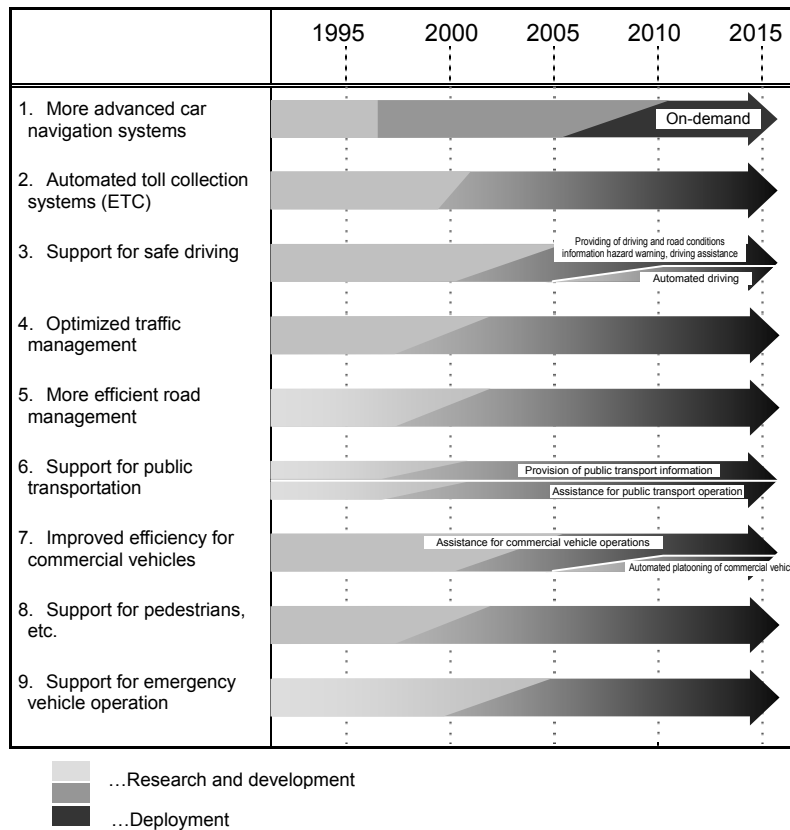 1995 2000 2005 2010 2015
1. More advanced car
navigation systems
On-demand
2. Automated toll collection
systems (ETC)
3. Support for safe driving
Providing of driving and road conditions
information hazard warning, driving assistance
Automated driving
4. Optimized traffic
management
5. More efficient road
management
6. Support for public
transportation
Provision of public transport information
Assistance for public transport operation
7. Improved efficiency for
commercial vehicles
Assistance for commercial vehicle operations
Automated platooning of commercial vehic
8. Support for pedestrians,
etc.
9. Support for emergency
vehicle operation
…Research and development
…Deployment